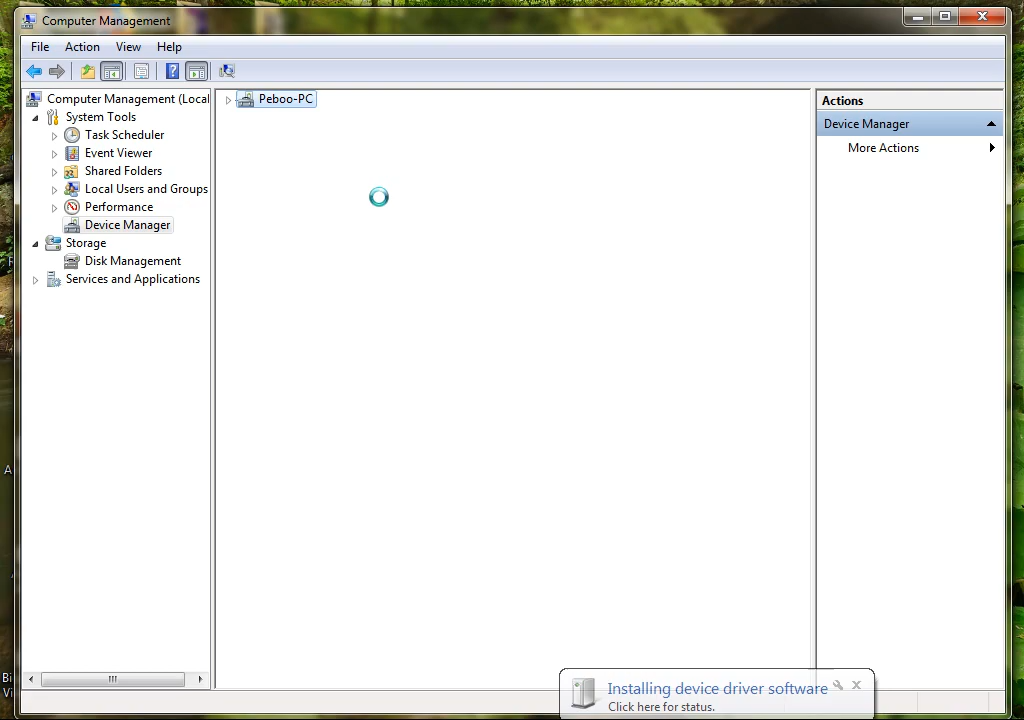 Computer Management
File Action View Help
Computer Management (Local
System Tools
Task Scheduler
Event Viewer
Shared Folders
Local Users and Groups
Performance
Device Manager
Storage
Disk Management
Services and Applications
Peboo-PC
Actions
Device Manager
More Actions
A
Bi
Vi
Installing device driver software
Click here for status.